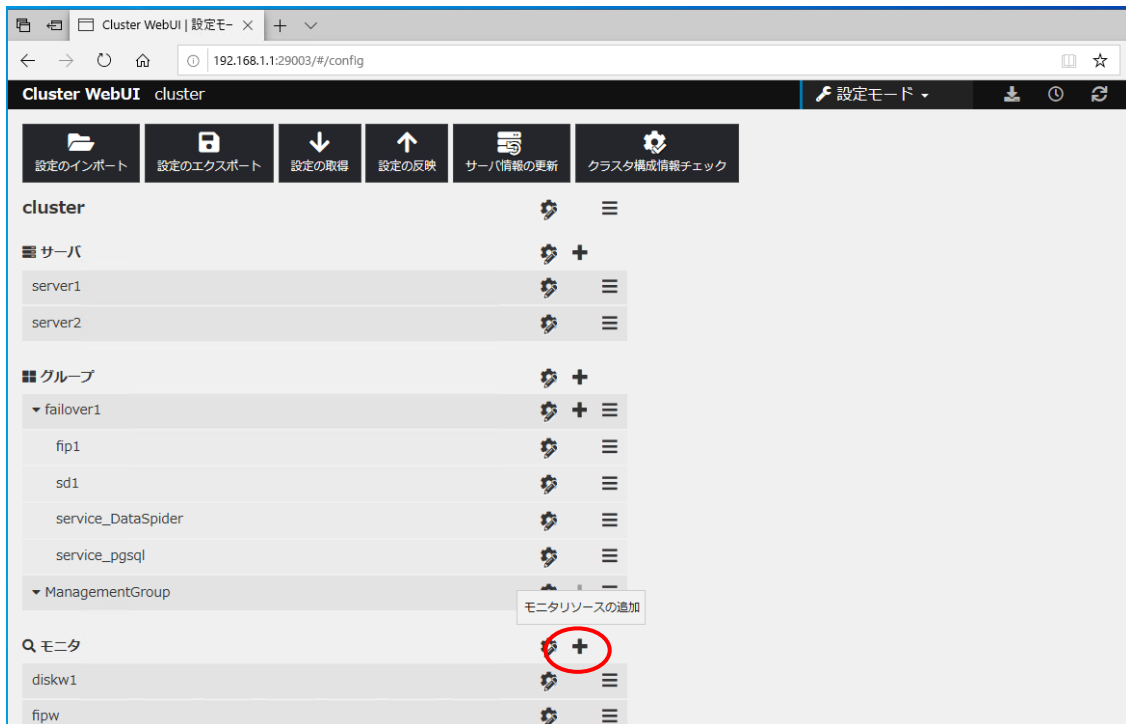 Cluster WebUI | 設定モー
192.168.1.1:29003/#/config
Cluster WebUI cluster 設定モード
設定のインポート 設定のエクスポート 設定の取得 設定の反映 サーバ情報の更新 クラスタ構成情報チェック
cluster
サーバ
server1
server2
グループ
failover1
fip1
sd1
service_DataSpider
service_pgsql
ManagementGroup
モニタリソースの追加
モニタ
diskw1
fipw